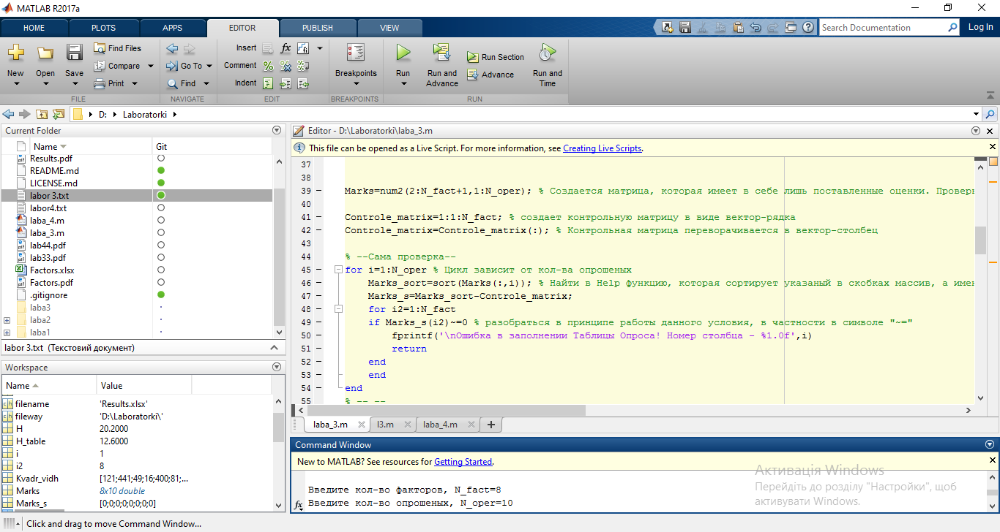 MATLAB R2017a
HOME PLOTS APPS EDITOR PUBLISH VIEW Search Documentation Log In
New Open Save Find Files Compare Print Go To Find Insert Comment Indent Breakpoints Run Run and Advance Run Section Advance Run and Time
FILE NAVIGATE EDIT BREAKPOINTS RUN
D: Laboratorki
Current Folder
Name Git
Results.pdf
README.md
LICENSE.md
labor 3.txt
labor4.txt
laba_4.m
laba_3.m
lab44.pdf
lab33.pdf
Factors.xlsx
Factors.pdf
.gitignore
laba3
laba2
laba1
labor 3.txt (Текстовий документ)
Workspace
Name Value
filename 'Results.xlsx'
fileway 'D:\Laboratorki\'
H 20.2000
H_table 12.6000
i 1
i2 8
Kvadr_vidh [121;441;49;16;400;81;...
Marks 8x10 double
Marks_s [0;0;0;0;0;0;0;0]
Editor - D:\Laboratorki\laba_3.m
This file can be opened as a Live Script. For more information, see Creating Live Scripts.
37
38
39 – Marks=num2(2:N_fact+1,1:N_oper); % Создается матрица, которая имеет в себе лишь поставленные оценки. Проверь
40
41 – Controle_matrix=1:1:N_fact; % создает контрольную матрицу в виде вектор-рядка
42 – Controle_matrix=Controle_matrix(:); % Контрольная матрица переворачивается в вектор-столбец
43
44 % --Сама проверка--
45 – for i=1:N_oper % Цикл зависит от кол-ва опрошеных
46 – Marks_sort=sort(Marks(:,i)); % Найти в Help функцию, которая сортирует указаный в скобках массив, а имен
47 – Marks_s=Marks_sort-Controle_matrix;
48 – for i2=1:N_fact
49 – if Marks_s(i2)~=0 % разобраться в принципе работы данного условия, в частности в символе "~="
50 – fprintf('\nОшибка в заполнении Таблицы Опроса! Номер столбца - %1.0f',i)
51 – return
52 – end
53 – end
54 – end
55 % -- --
laba_3.m l3.m laba_4.m
Command Window
New to MATLAB? See resources for Getting Started.
Введите кол-во факторов, N_fact=8
Введите кол-во опрошеных, N_oper=10
Активація Windows
Перейдіть до розділу "Настройки", щоб
активувати Windows.
Click and drag to move Command Window...